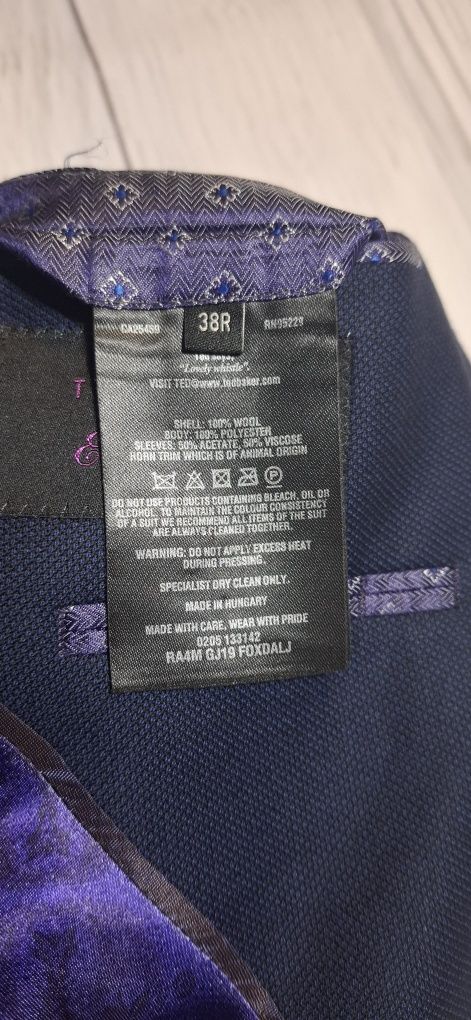 CA25499
38R
RN95229
"Lovely whistle".
VISIT TED@www.tedbaker.com
SHELL: 100% WOOL
BODY: 100% POLYESTER
SLEEVES: 50% ACETATE, 50% VISCOSE
HORN TRIM WHICH IS OF ANIMAL ORIGIN
P
DO NOT USE PRODUCTS CONTAINING BLEACH, OIL OR
ALCOHOL. TO MAINTAIN THE COLOUR CONSISTENCY
OF A SUIT WE RECOMMEND ALL ITEMS OF THE SUIT
ARE ALWAYS CLEANED TOGETHER.
WARNING: DO NOT APPLY EXCESS HEAT
DURING PRESSING.
SPECIALIST DRY CLEAN ONLY.
MADE IN HUNGARY
MADE WITH CARE, WEAR WITH PRIDE
0205 133142
RA4M GJ19 FOXDALJ
T